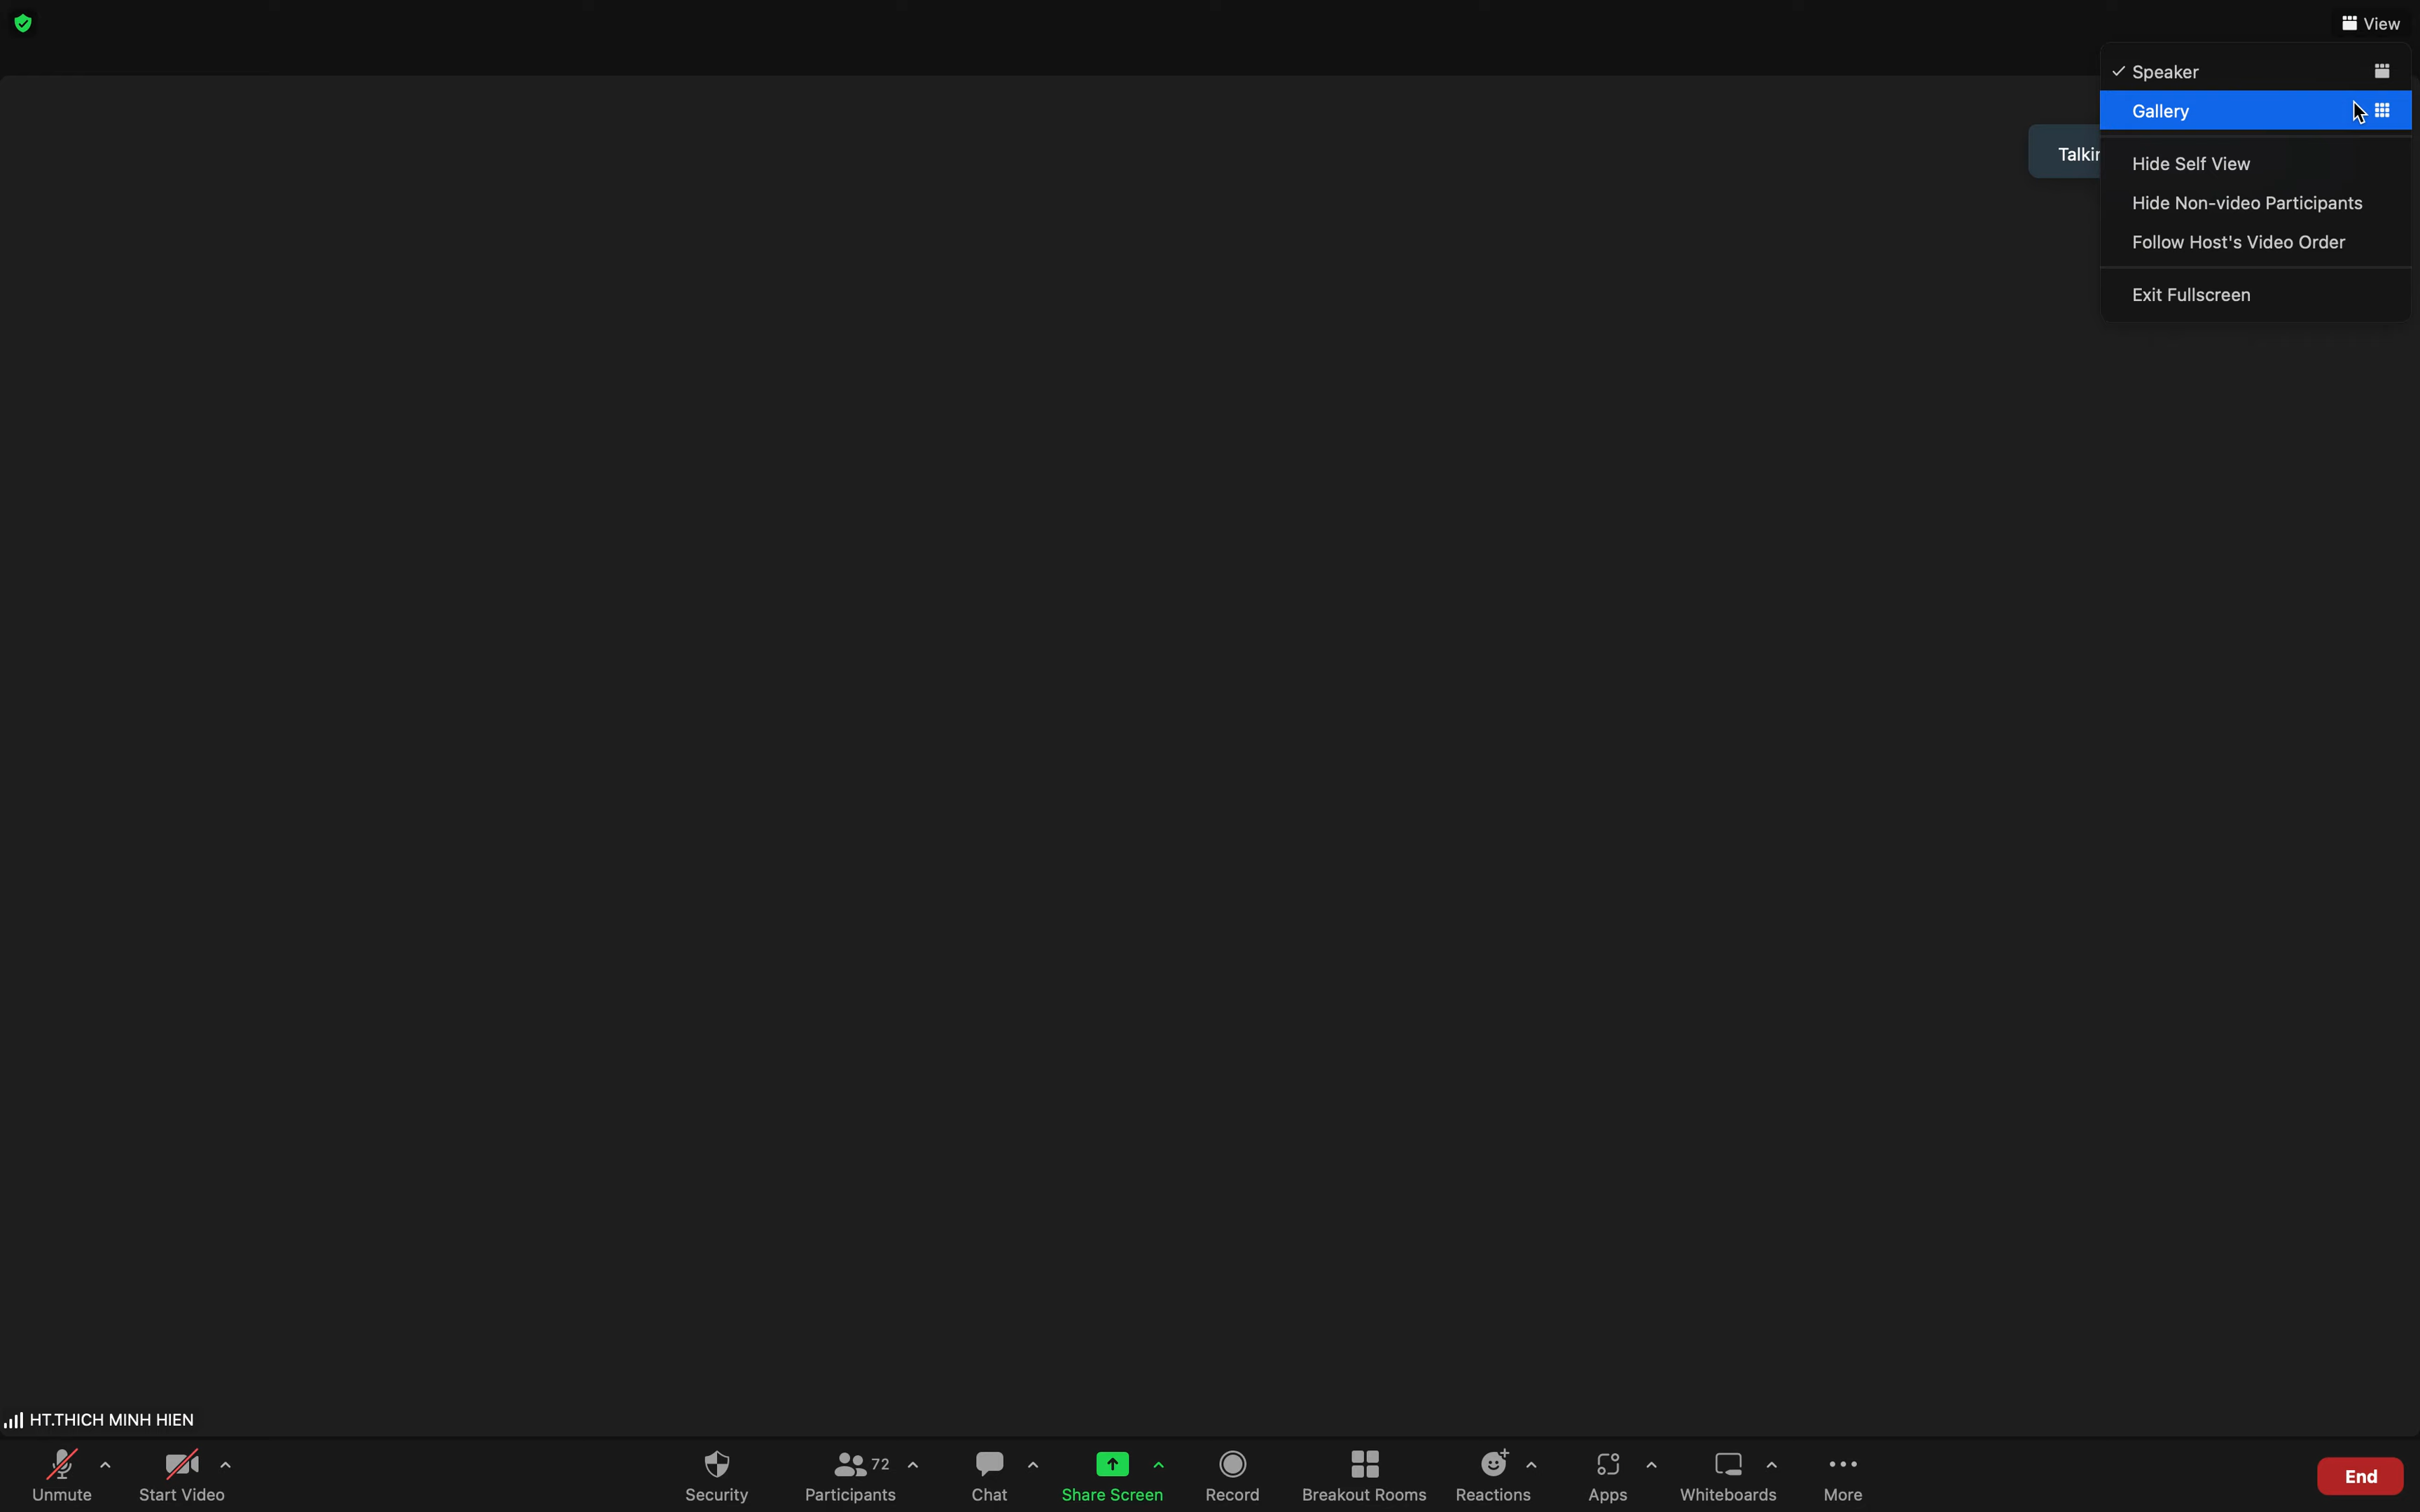 View
Speaker
Gallery
Hide Self View
Hide Non-video Participants
Follow Host's Video Order
Exit Fullscreen
HT.THICH MINH HIEN
Unmute
Start Video
Security
72
Participants
Chat
Share Screen
Record
Breakout Rooms
Reactions
Apps
Whiteboards
More
End